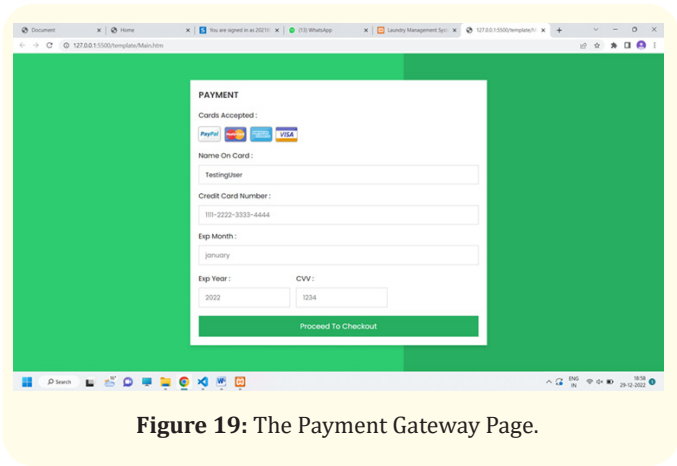 Document
Home
You are signed in as 2021
(13) WhatsApp
Laundry Management Syst
127.0.0.1:5500/template/M
127.0.0.1:5500/template/Main.htm
PAYMENT
Cards Accepted :
PayPal
VISA
Name On Card :
TestingUser
Credit Card Number :
1111-2222-3333-4444
Exp Month :
january
Exp Year :
CVV :
2022
1234
Proceed To Checkout
Search
ENG
IN
18:58
29-12-2022
Figure 19: The Payment Gateway Page.